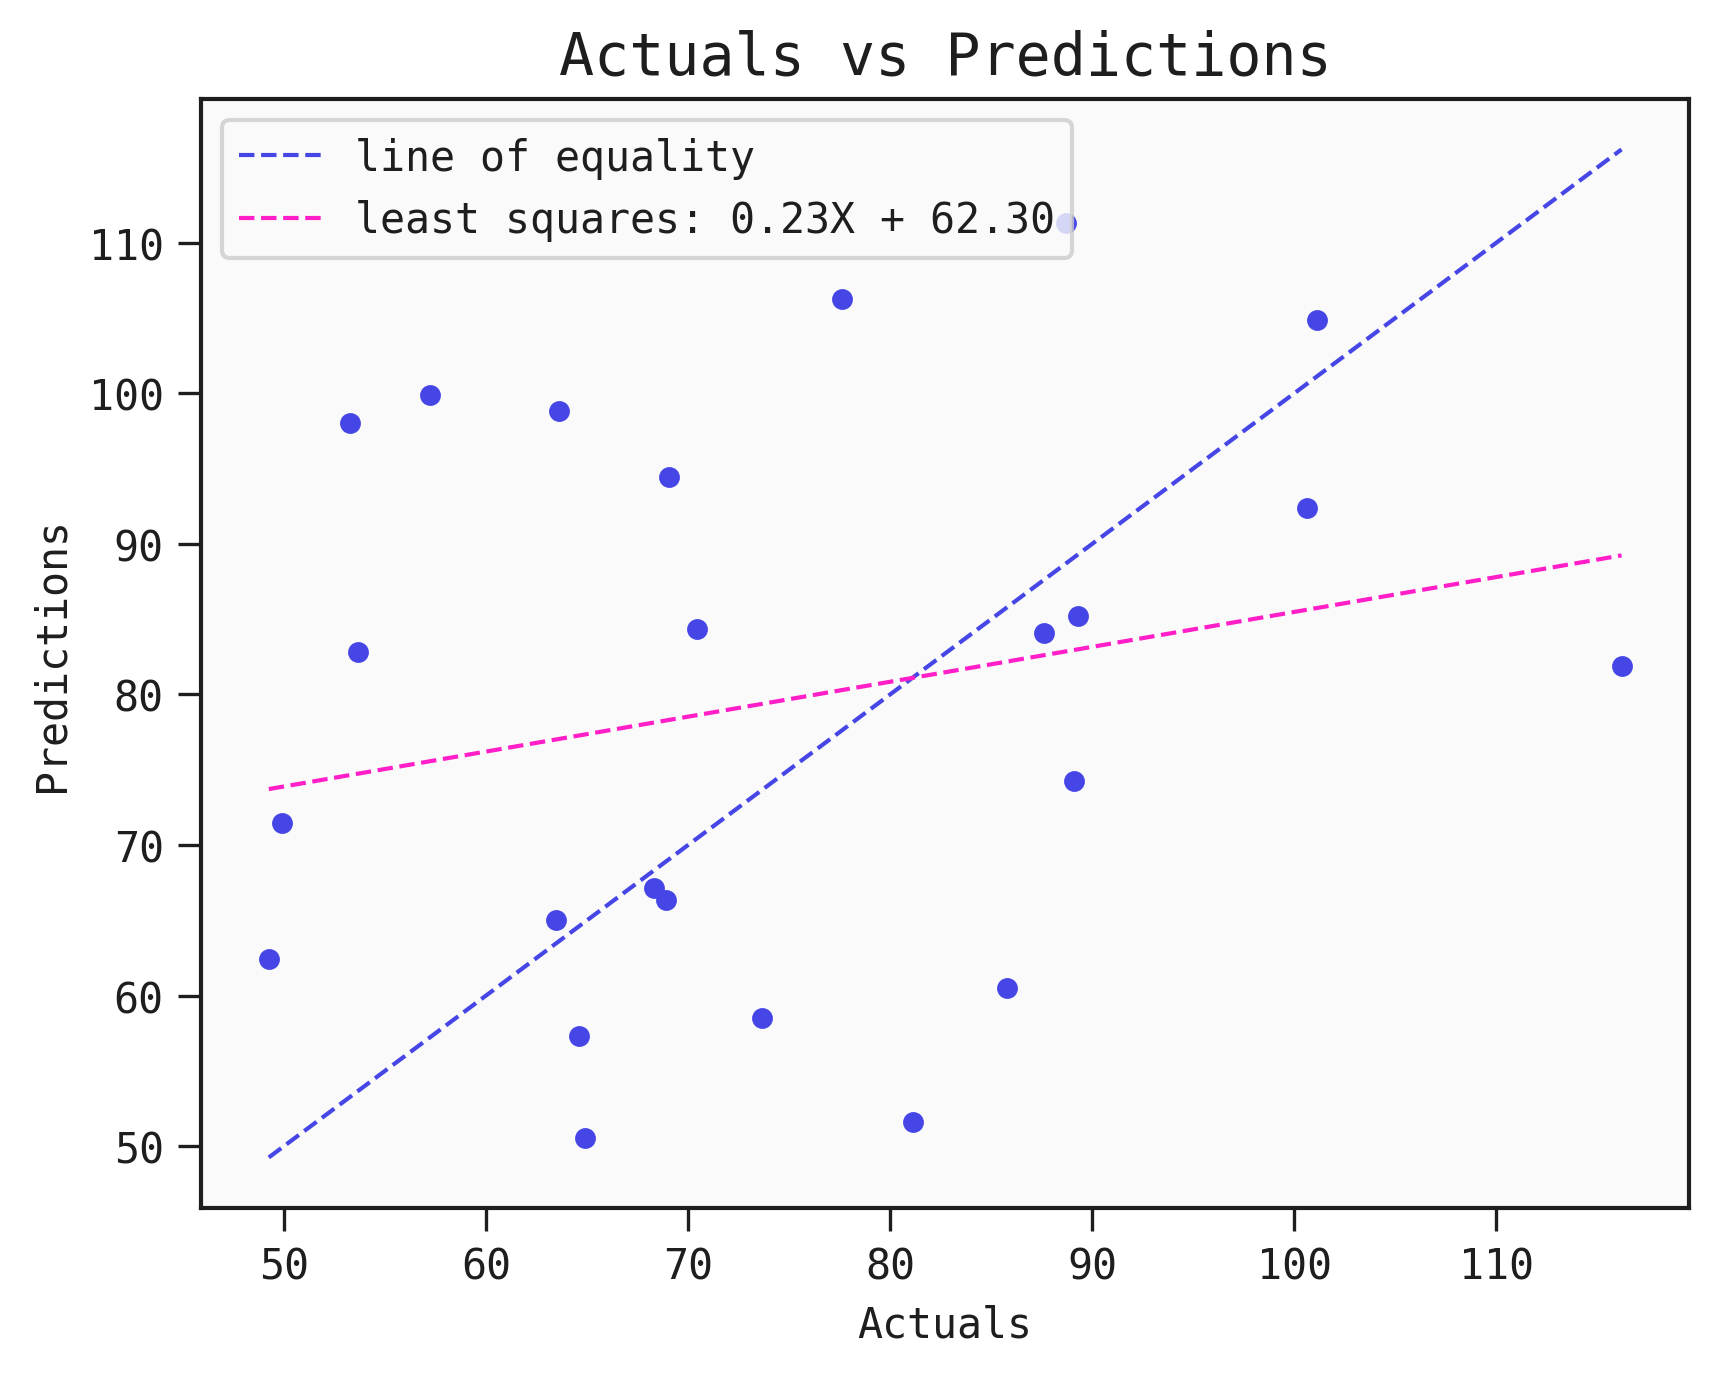 Actuals vs Predictions
line of equality
least squares: 0.23X + 62.30
110
100
90
80
70
60
50
Predictions
50 60 70 80 90 100 110
Actuals